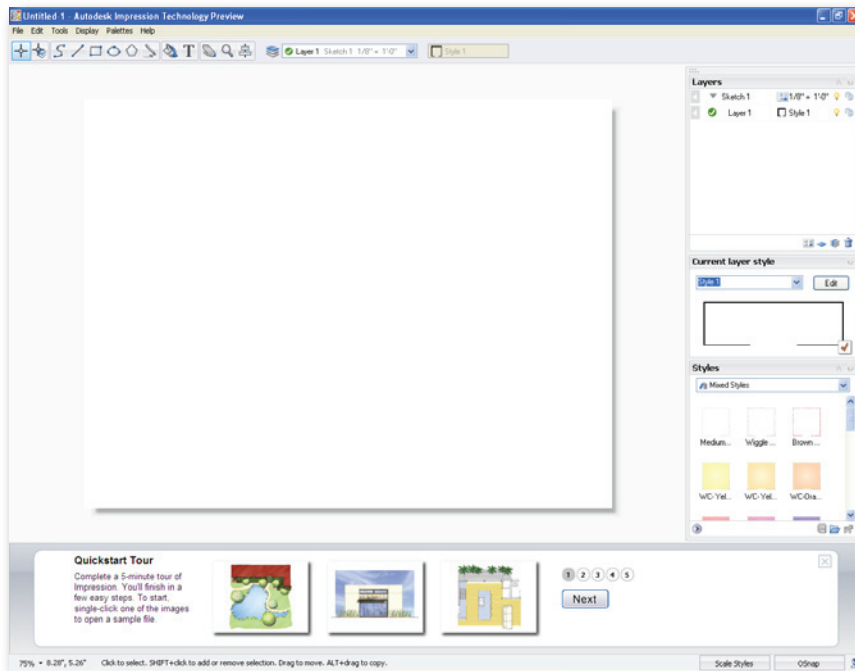 Untitled-1 - Autodesk Impression Technology Preview
File Edit Tools Display Palettes Help
T Layer 1 Sketch 1 1/8" = 1'-0" Style 1
Layers
Sketch 1 1/8" = 1'-0"
Layer 1 Style 1
Current layer style
Style 1 Edit
Styles
Mixed Styles
Medium... Wiggle ... Brown...
WC-Yel... WC-Yel... WC-Ora...
Quickstart Tour
Complete a 5-minute tour of
Impression. You'll finish in a
few easy steps. To start,
single-click one of the images
to open a sample file.
1 2 3 4 5
Next
75% 8.28", 5.26" Click to select. SHIFT+click to add or remove selection. Drag to move. ALT+drag to copy. Scale Styles OSnap